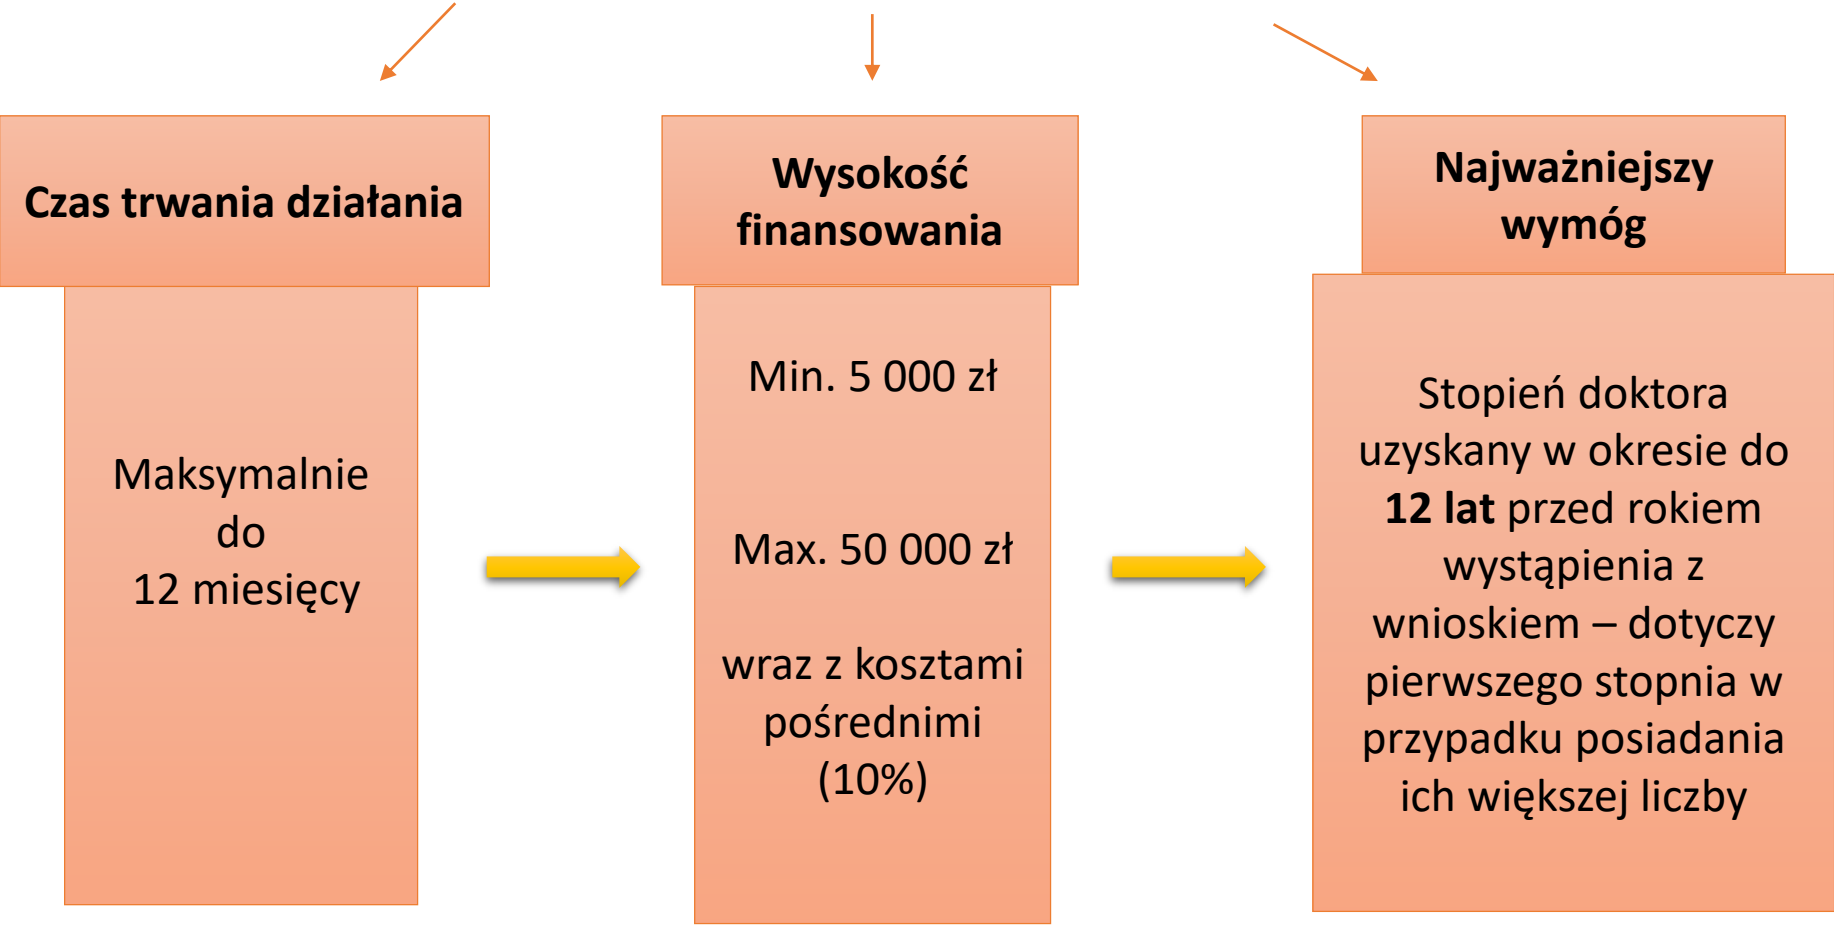 Czas trwania działania
Maksymalnie
do
12 miesięcy
Wysokość
finansowania
Min. 5 000 zł
Max. 50 000 zł
wraz z kosztami
pośrednimi
(10%)
Najważniejszy
wymóg
Stopień doktora
uzyskany w okresie do
12 lat przed rokiem
wystąpienia z
wnioskiem – dotyczy
pierwszego stopnia w
przypadku posiadania
ich większej liczby